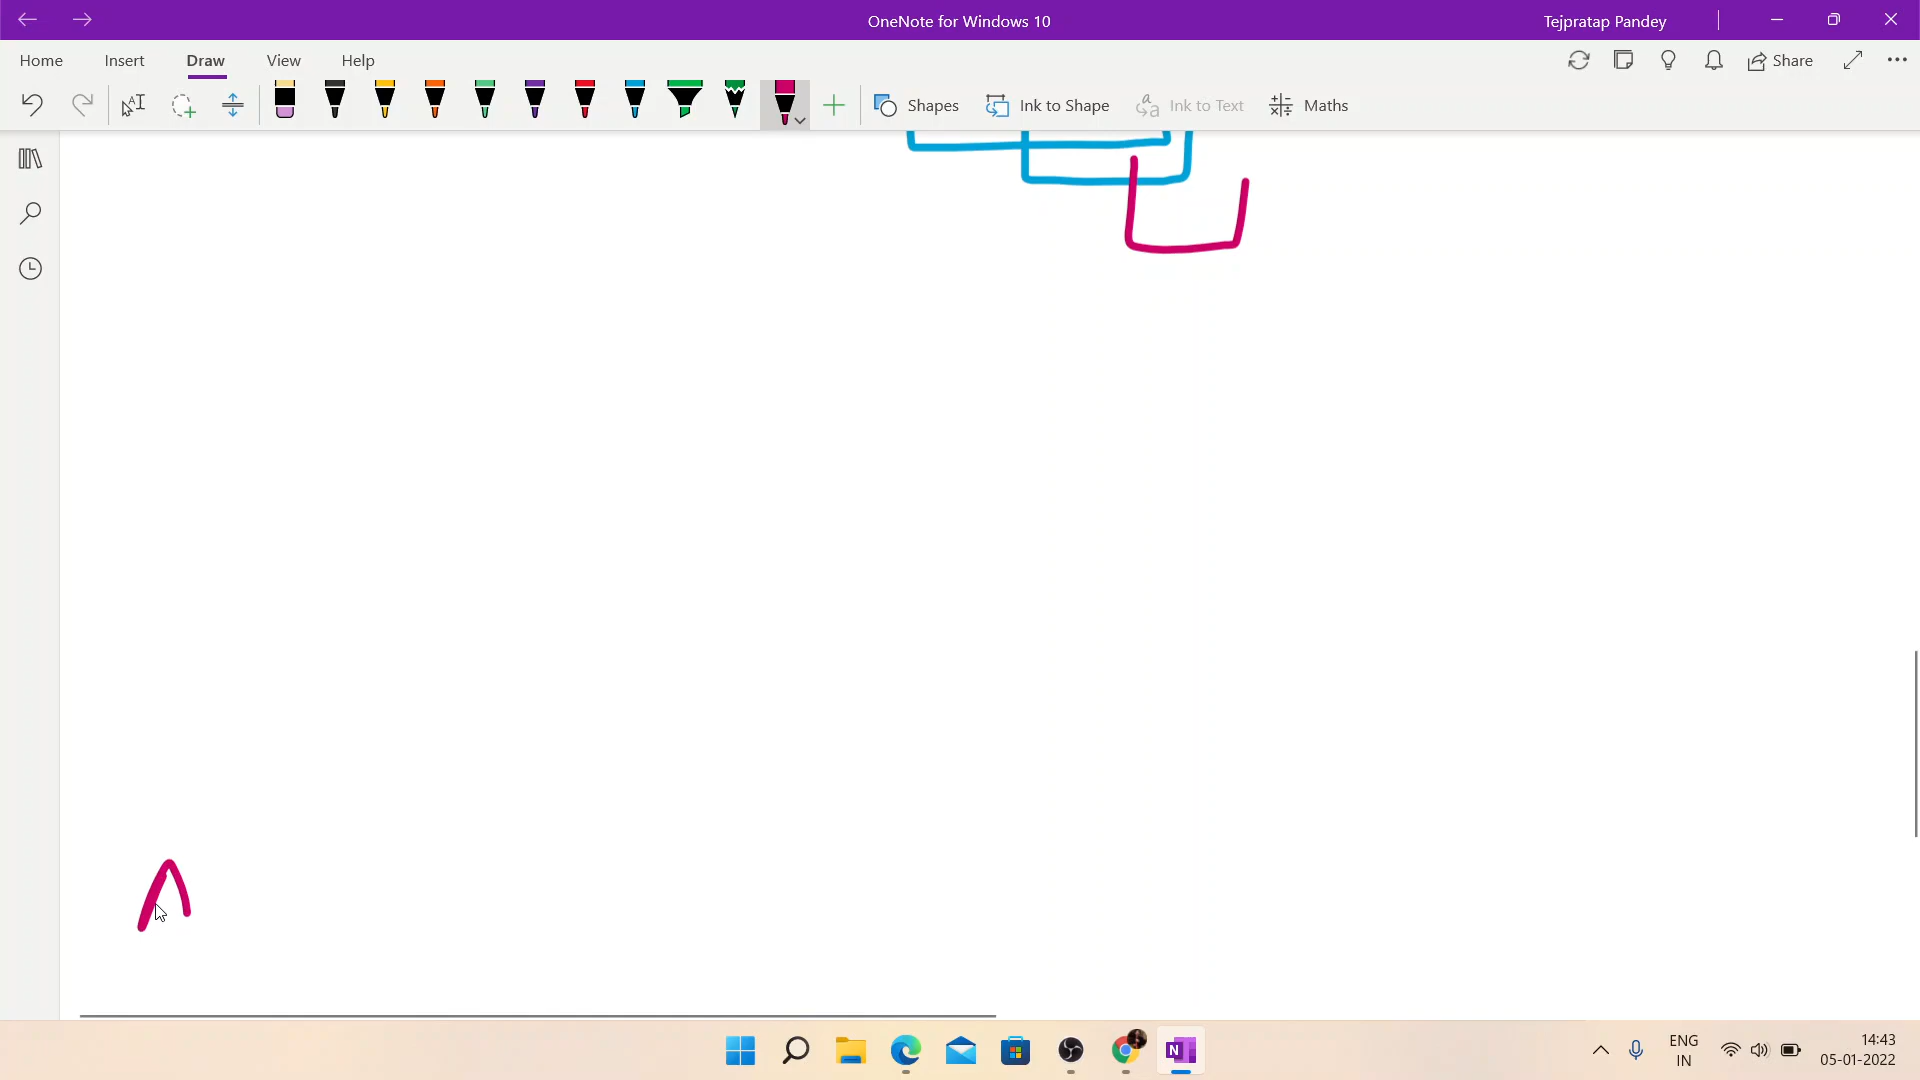 OneNote for Windows 10
Tejpratap Pandey
Home Insert Draw View Help
Share
Shapes Ink to Shape Ink to Text Maths
ENG
IN
14:43
05-01-2022